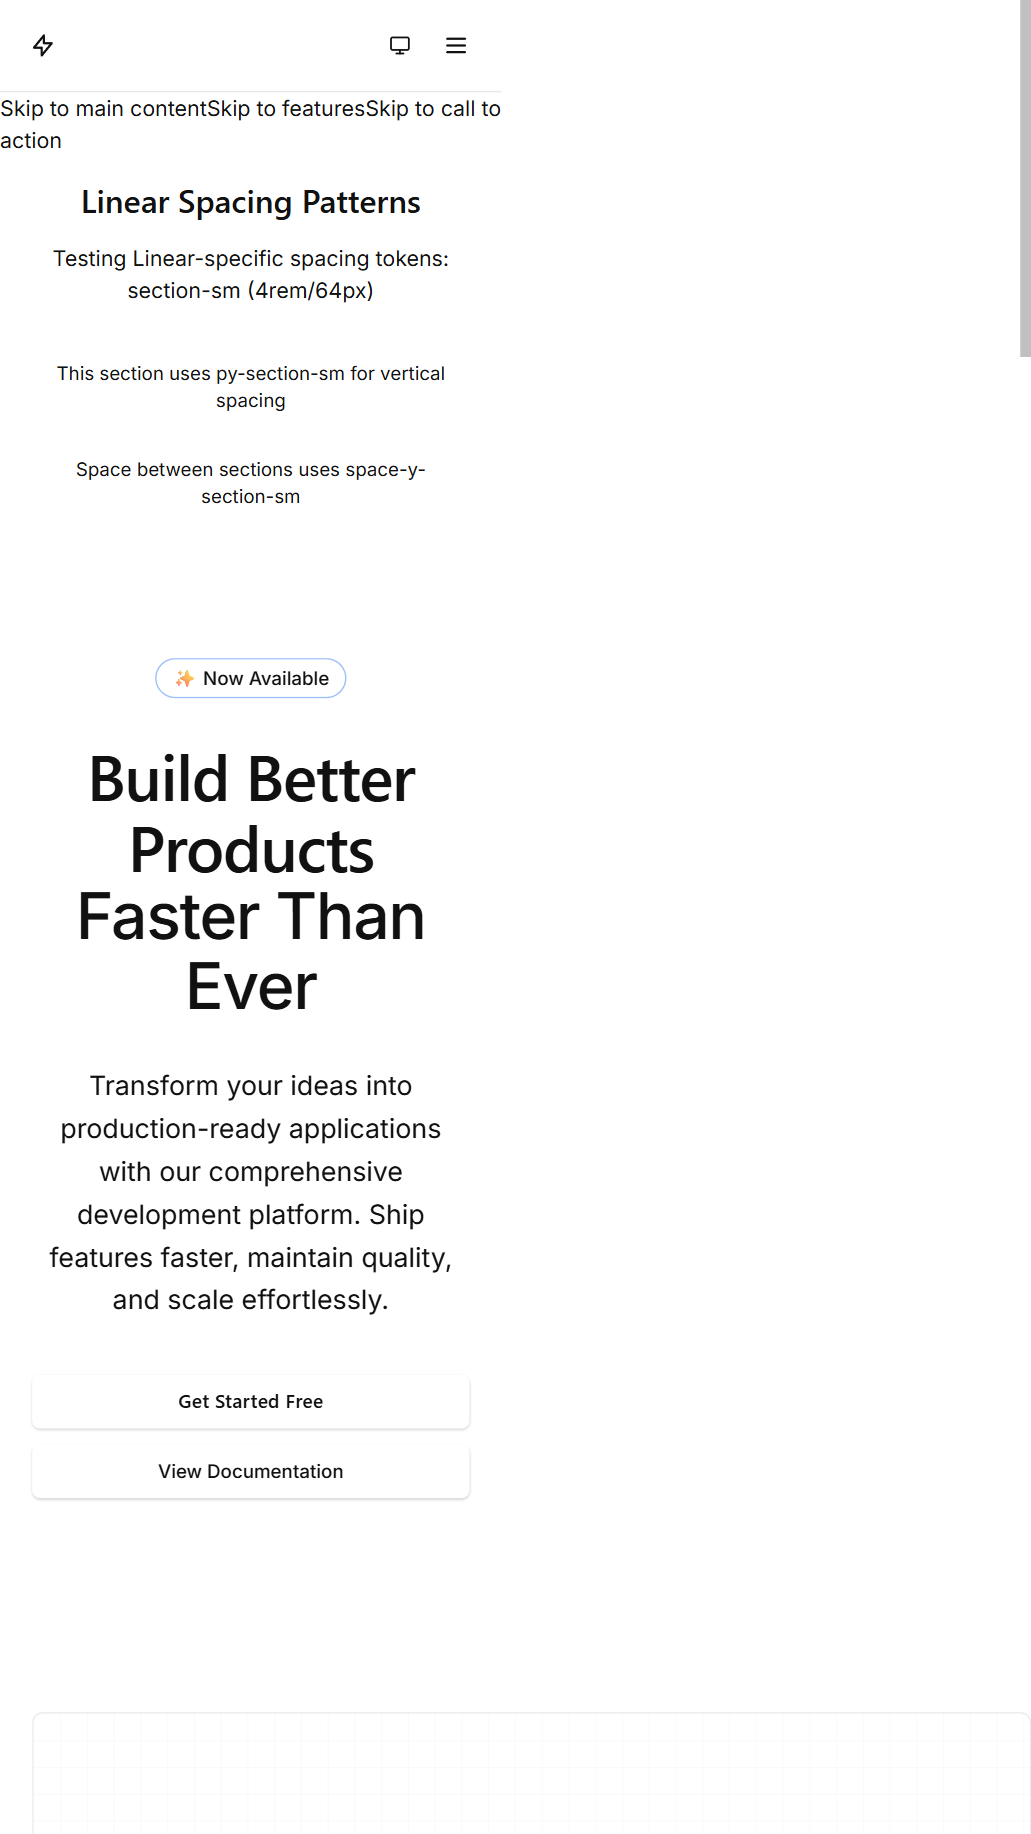 Skip to main contentSkip to featuresSkip to call to
action
Linear Spacing Patterns
Testing Linear-specific spacing tokens:
section-sm (4rem/64px)
This section uses py-section-sm for vertical
spacing
Space between sections uses space-y-
section-sm
✨ Now Available
Build Better
Products
Faster Than
Ever
Transform your ideas into
production-ready applications
with our comprehensive
development platform. Ship
features faster, maintain quality,
and scale effortlessly.
Get Started Free
View Documentation